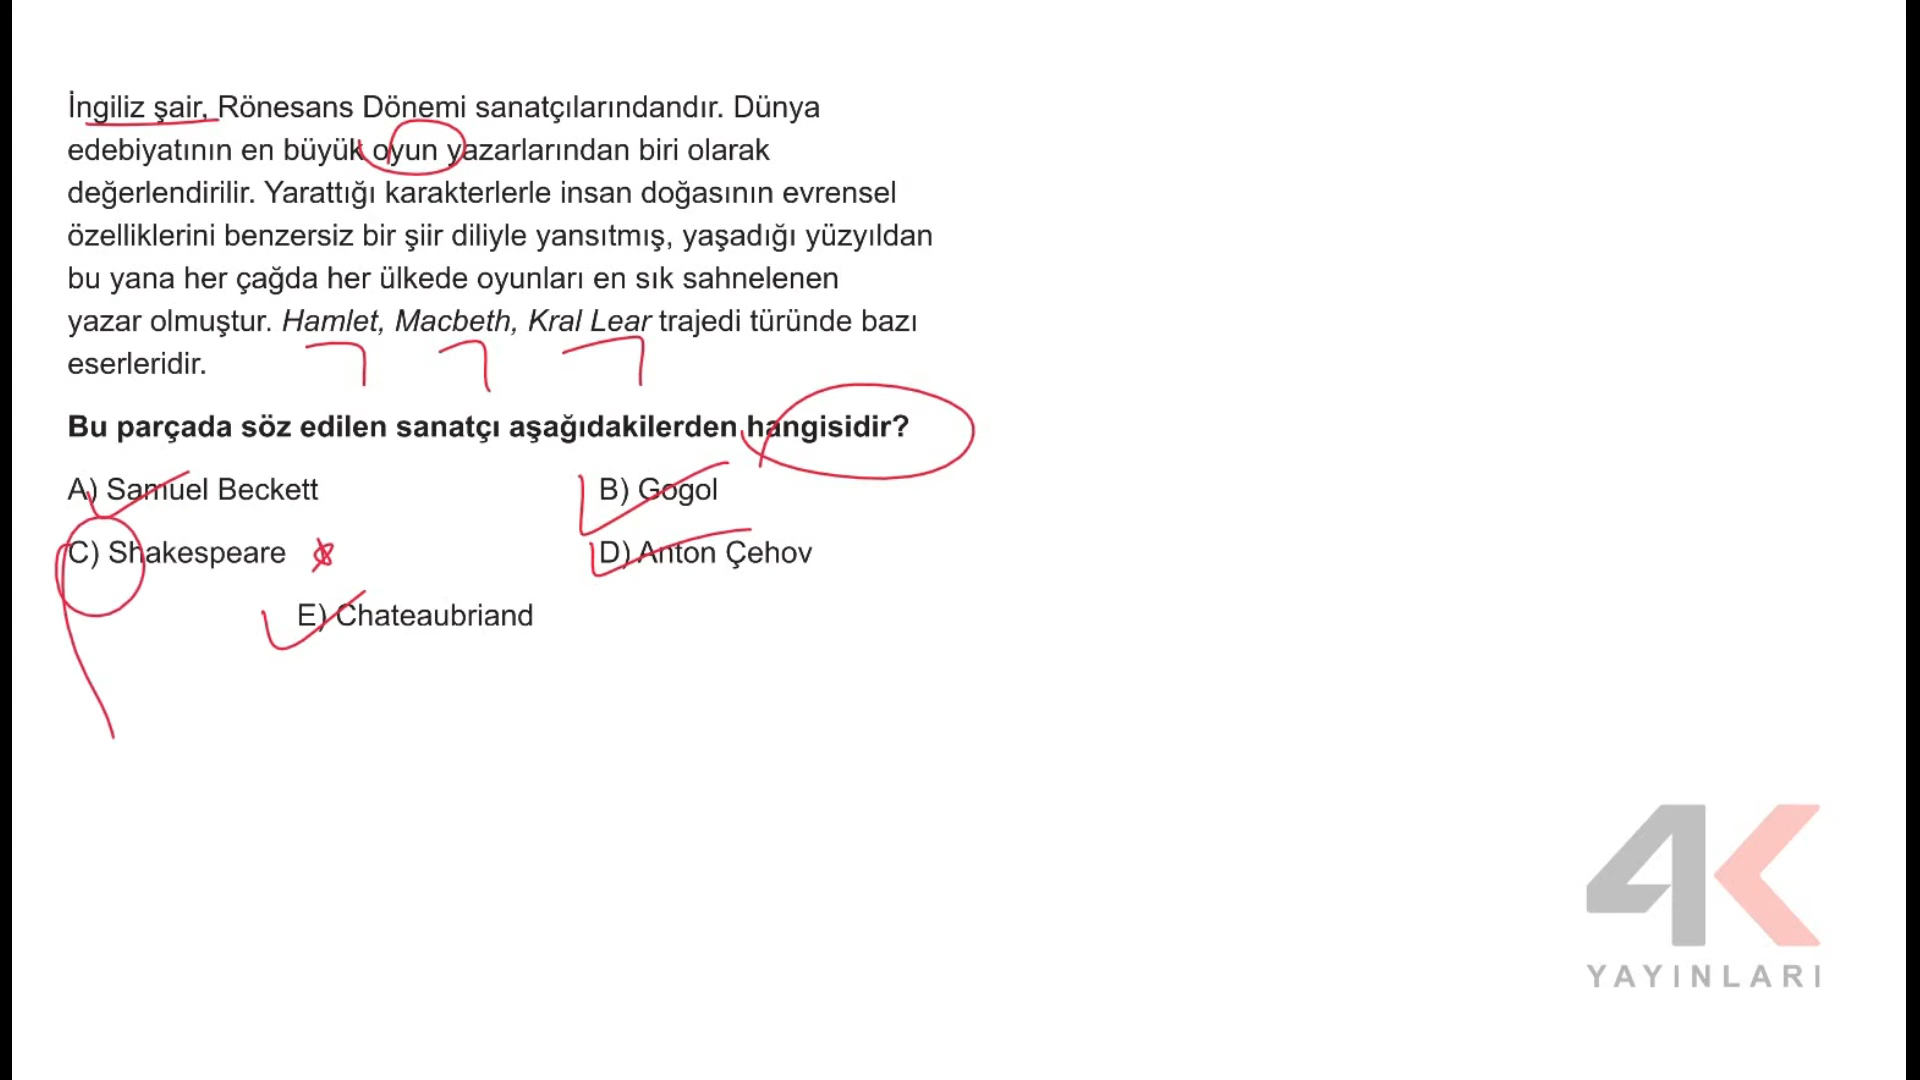 İngiliz şair, Rönesans Dönemi sanatçılarındandır. Dünya
edebiyatının en büyük oyun yazarlarından biri olarak
değerlendirilir. Yarattığı karakterlerle insan doğasının evrensel
özelliklerini benzersiz bir şiir diliyle yansıtmış, yaşadığı yüzyıldan
bu yana her çağda her ülkede oyunları en sık sahnelenen
yazar olmuştur. Hamlet, Macbeth, Kral Lear trajedi türünde bazı
eserleridir.
Bu parçada söz edilen sanatçı aşağıdakilerden hangisidir?
A) Samuel Beckett B) Gogol
C) Shakespeare D) Anton Çehov
E) Chateaubriand
4K
YAYINLARI